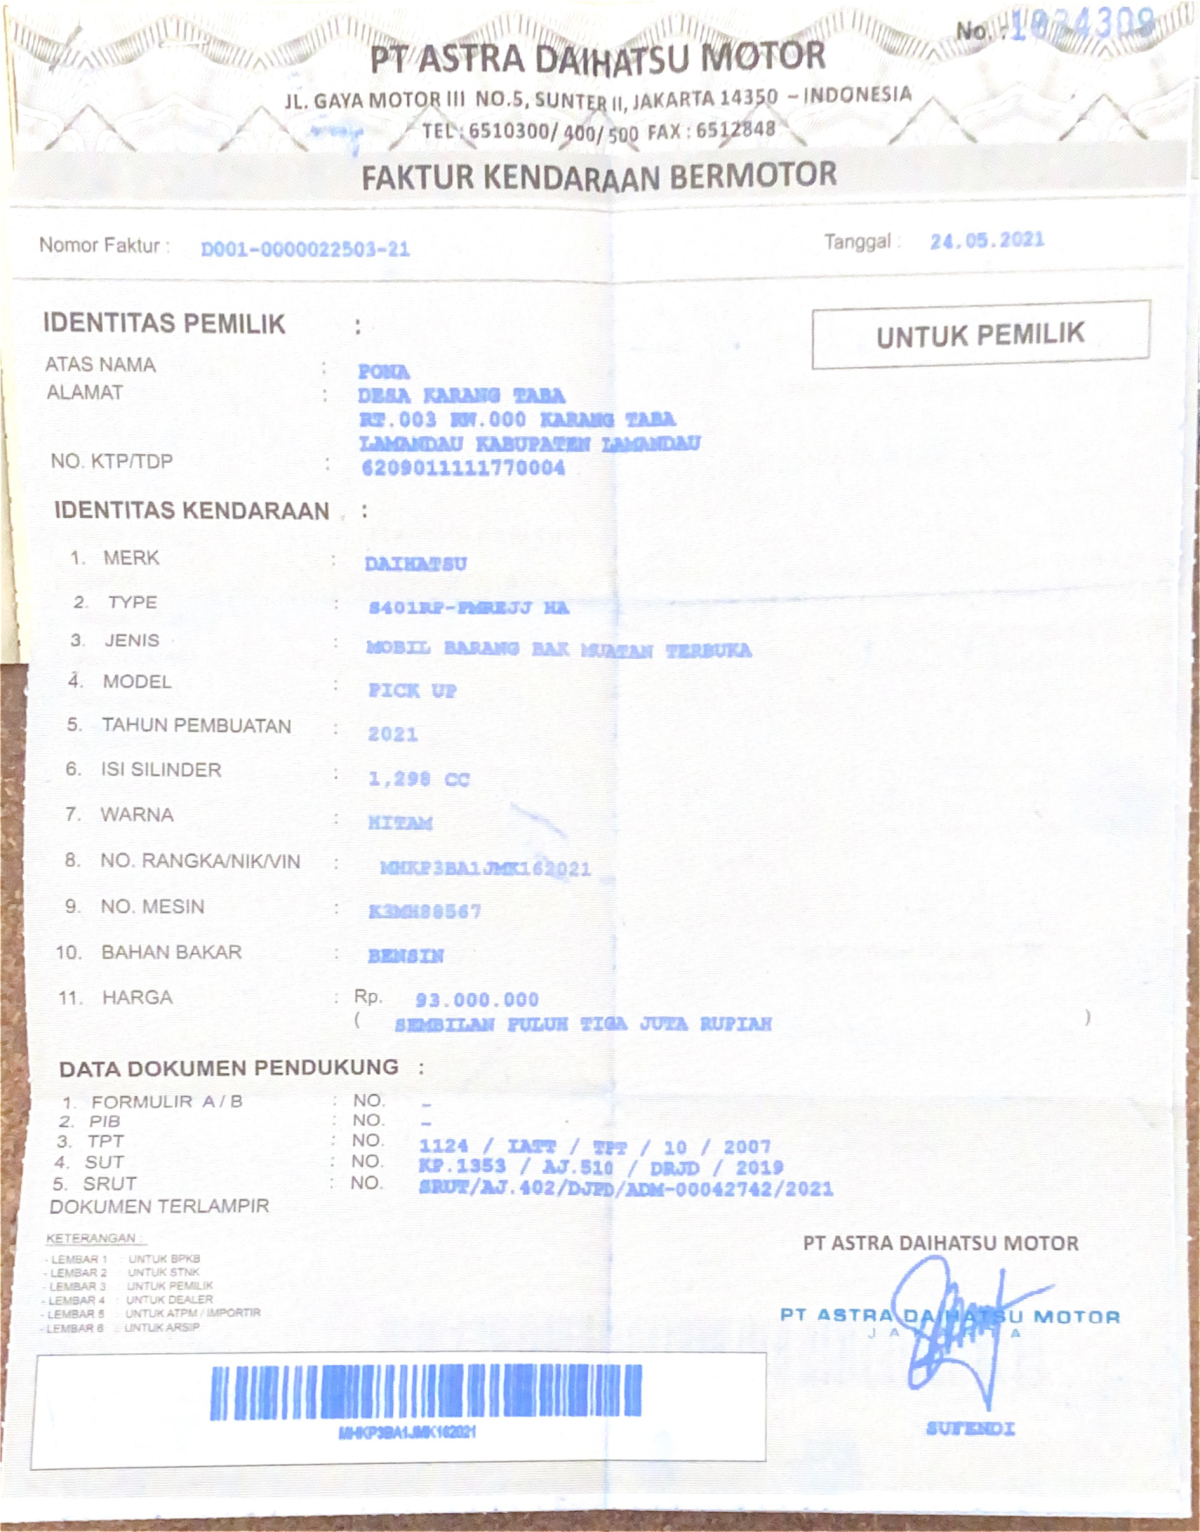 No. : 1034309
PT ASTRA DAIHATSU MOTOR
JL. GAYA MOTOR III NO.5, SUNTER II, JAKARTA 14350 – INDONESIA
TEL : 6510300/ 400/ 500 FAX : 6512848
FAKTUR KENDARAAN BERMOTOR
Nomor Faktur : D001-0000022503-21 Tanggal : 24.05.2021
IDENTITAS PEMILIK :
UNTUK PEMILIK
ATAS NAMA : PONA
ALAMAT : DESA KARANG TABA
RT.003 RW.000 KARANG TABA
LAMANDAU KABUPATEN LAMANDAU
NO. KTP/TDP : 6209011111770004
IDENTITAS KENDARAAN :
1. MERK : DAIHATSU
2. TYPE : S401RP-PMREJJ HA
3. JENIS : MOBIL BARANG BAK MUATAN TERBUKA
4. MODEL : PICK UP
5. TAHUN PEMBUATAN : 2021
6. ISI SILINDER : 1,298 CC
7. WARNA : HITAM
8. NO. RANGKA/NIK/VIN : MHKP3BA1JMK162021
9. NO. MESIN : K3MH88567
10. BAHAN BAKAR : BENSIN
11. HARGA : Rp. 93.000.000
( SEMBILAN PULUH TIGA JUTA RUPIAH )
DATA DOKUMEN PENDUKUNG :
1. FORMULIR A / B : NO. –
2. PIB : NO. –
3. TPT : NO. 1124 / IATT / TPT / 10 / 2007
4. SUT : NO. KP.1353 / AJ.510 / DRJD / 2019
5. SRUT : NO. SRUT/AJ.402/DJPD/ADM-00042742/2021
DOKUMEN TERLAMPIR
KETERANGAN :
- LEMBAR 1 : UNTUK BPKB
- LEMBAR 2 : UNTUK STNK
- LEMBAR 3 : UNTUK PEMILIK
- LEMBAR 4 : UNTUK DEALER
- LEMBAR 5 : UNTUK ATPM / IMPORTIR
- LEMBAR 6 : UNTUK ARSIP
PT ASTRA DAIHATSU MOTOR
PT ASTRA DAIHATSU MOTOR
JAKARTA
SUPENDI
MHKP3BA1JMK162021